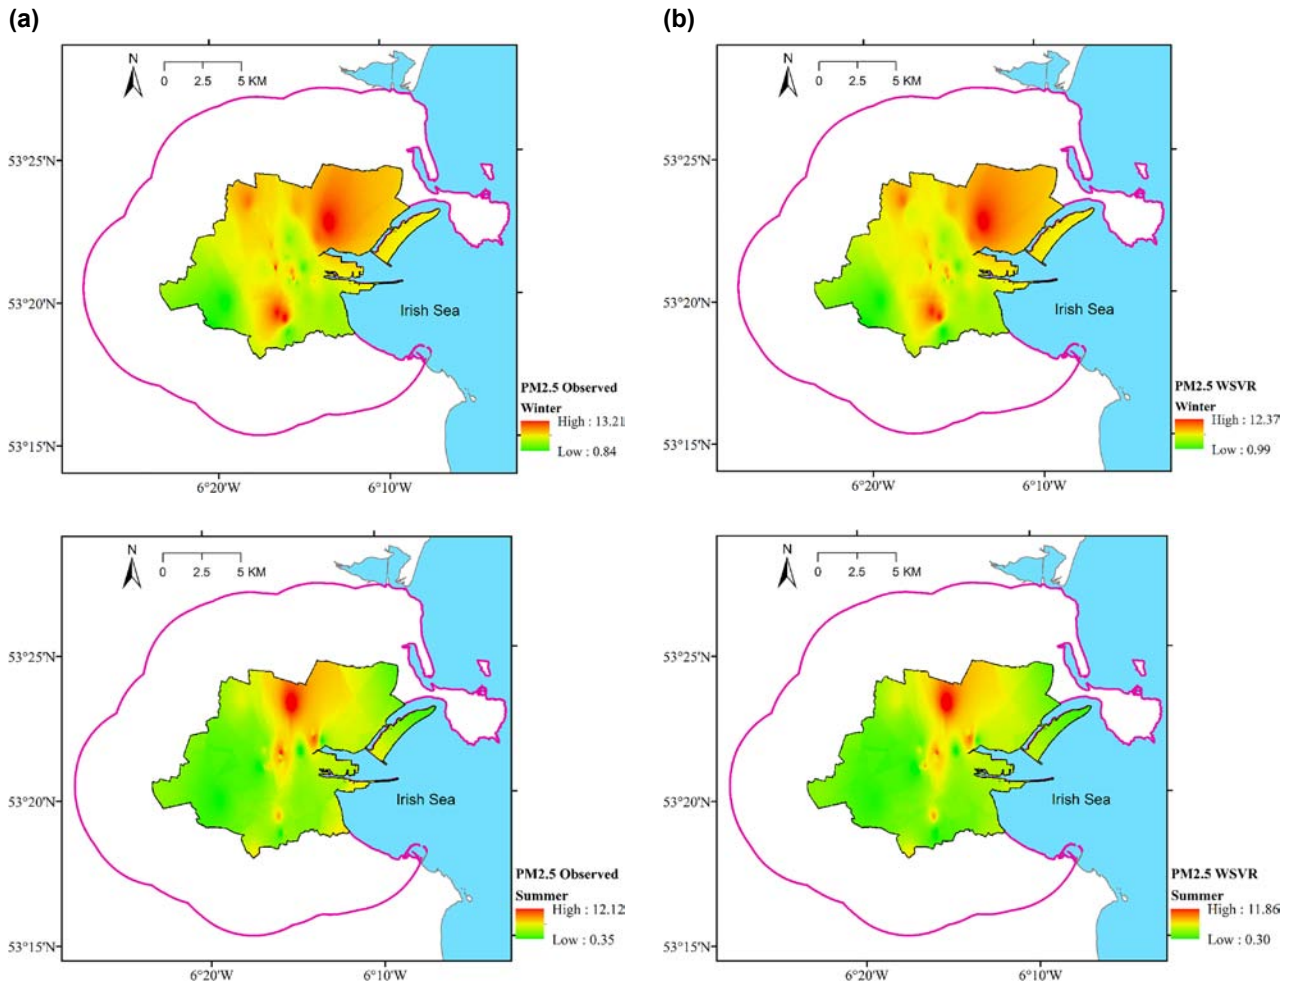 (a)
(b)
N
0 2.5 5 KM
53°25'N
53°20'N
53°15'N
Irish Sea
PM2.5 Observed
Winter
High : 13.21
Low : 0.84
6°20'W 6°10'W
N
0 2.5 5 KM
53°25'N
53°20'N
53°15'N
Irish Sea
PM2.5 WSVR
Winter
High : 12.37
Low : 0.99
6°20'W 6°10'W
N
0 2.5 5 KM
53°25'N
53°20'N
53°15'N
Irish Sea
PM2.5 Observed
Summer
High : 12.12
Low : 0.35
6°20'W 6°10'W
N
0 2.5 5 KM
53°25'N
53°20'N
53°15'N
Irish Sea
PM2.5 WSVR
Summer
High : 11.86
Low : 0.30
6°20'W 6°10'W